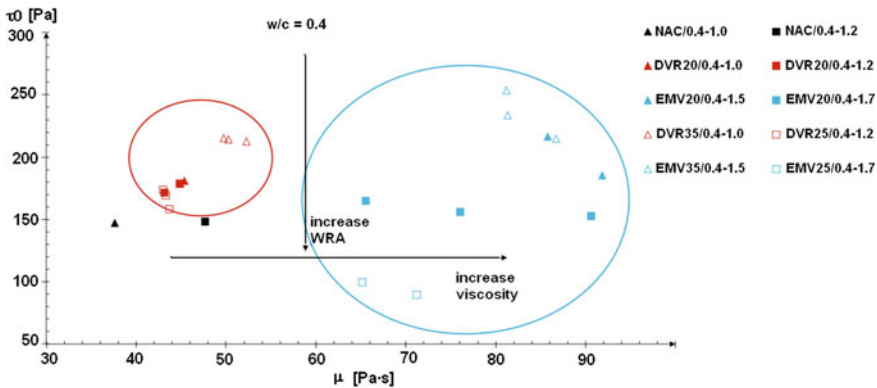 τ0 [Pa]
w/c = 0.4
300
250
200
150
100
50
30
40
50
60
70
80
90
μ [Pa·s]
increase
WRA
increase
viscosity
NAC/0.4-1.0
NAC/0.4-1.2
DVR20/0.4-1.0
DVR20/0.4-1.2
EMV20/0.4-1.5
EMV20/0.4-1.7
DVR35/0.4-1.0
DVR25/0.4-1.2
EMV35/0.4-1.5
EMV25/0.4-1.7